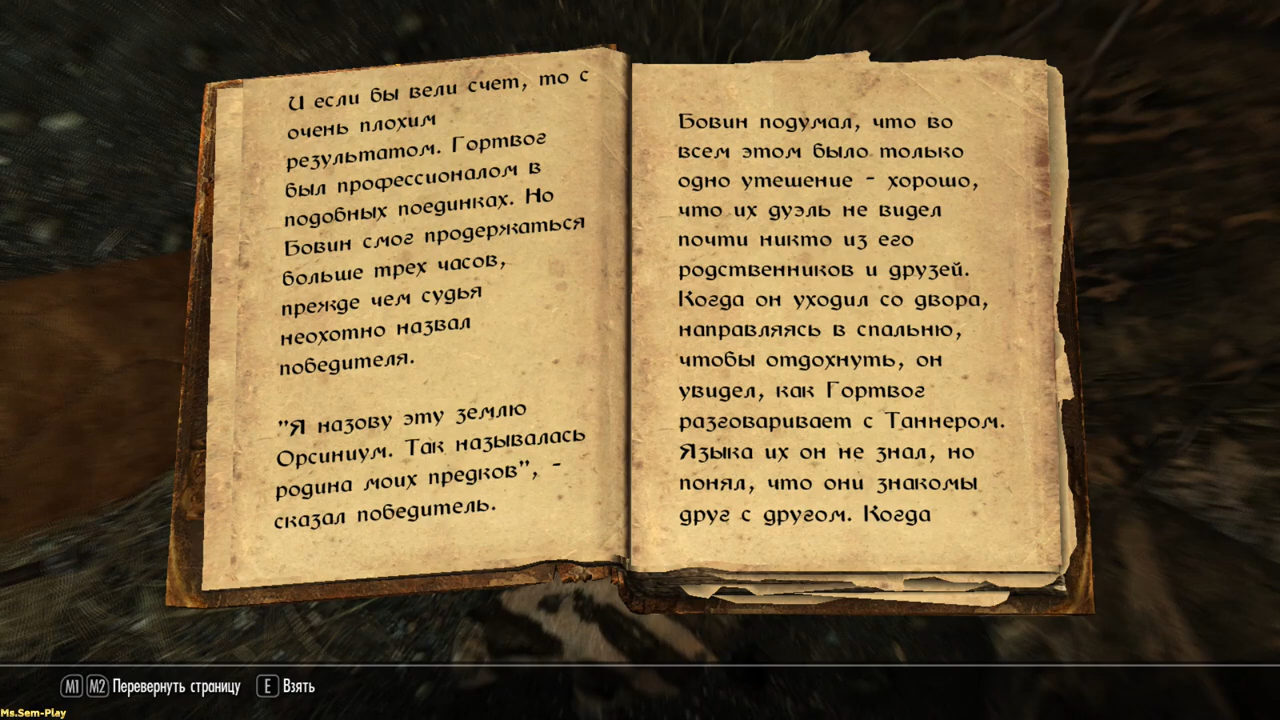 И если бы вели счет, то с
очень плохим
результатом. Гортвог
был профессионалом в
подобных поединках. Но
Бовин смог продержаться
больше трех часов,
прежде чем судья
неохотно назвал
победителя.
"Я назову эту землю
Орсиниум. Так называлась
родина моих предков", -
сказал победитель.
Бовин подумал, что во
всем этом было только
одно утешение - хорошо,
что их дуэль не видел
почти никто из его
родственников и друзей.
Когда он уходил со двора,
направляясь в спальню,
чтобы отдохнуть, он
увидел, как Гортвог
разговаривает с Таннером.
Языка их он не знал, но
понял, что они знакомы
друг с другом. Когда
M1 M2 Перевернуть страницу E Взять
Ms.Sem-Play